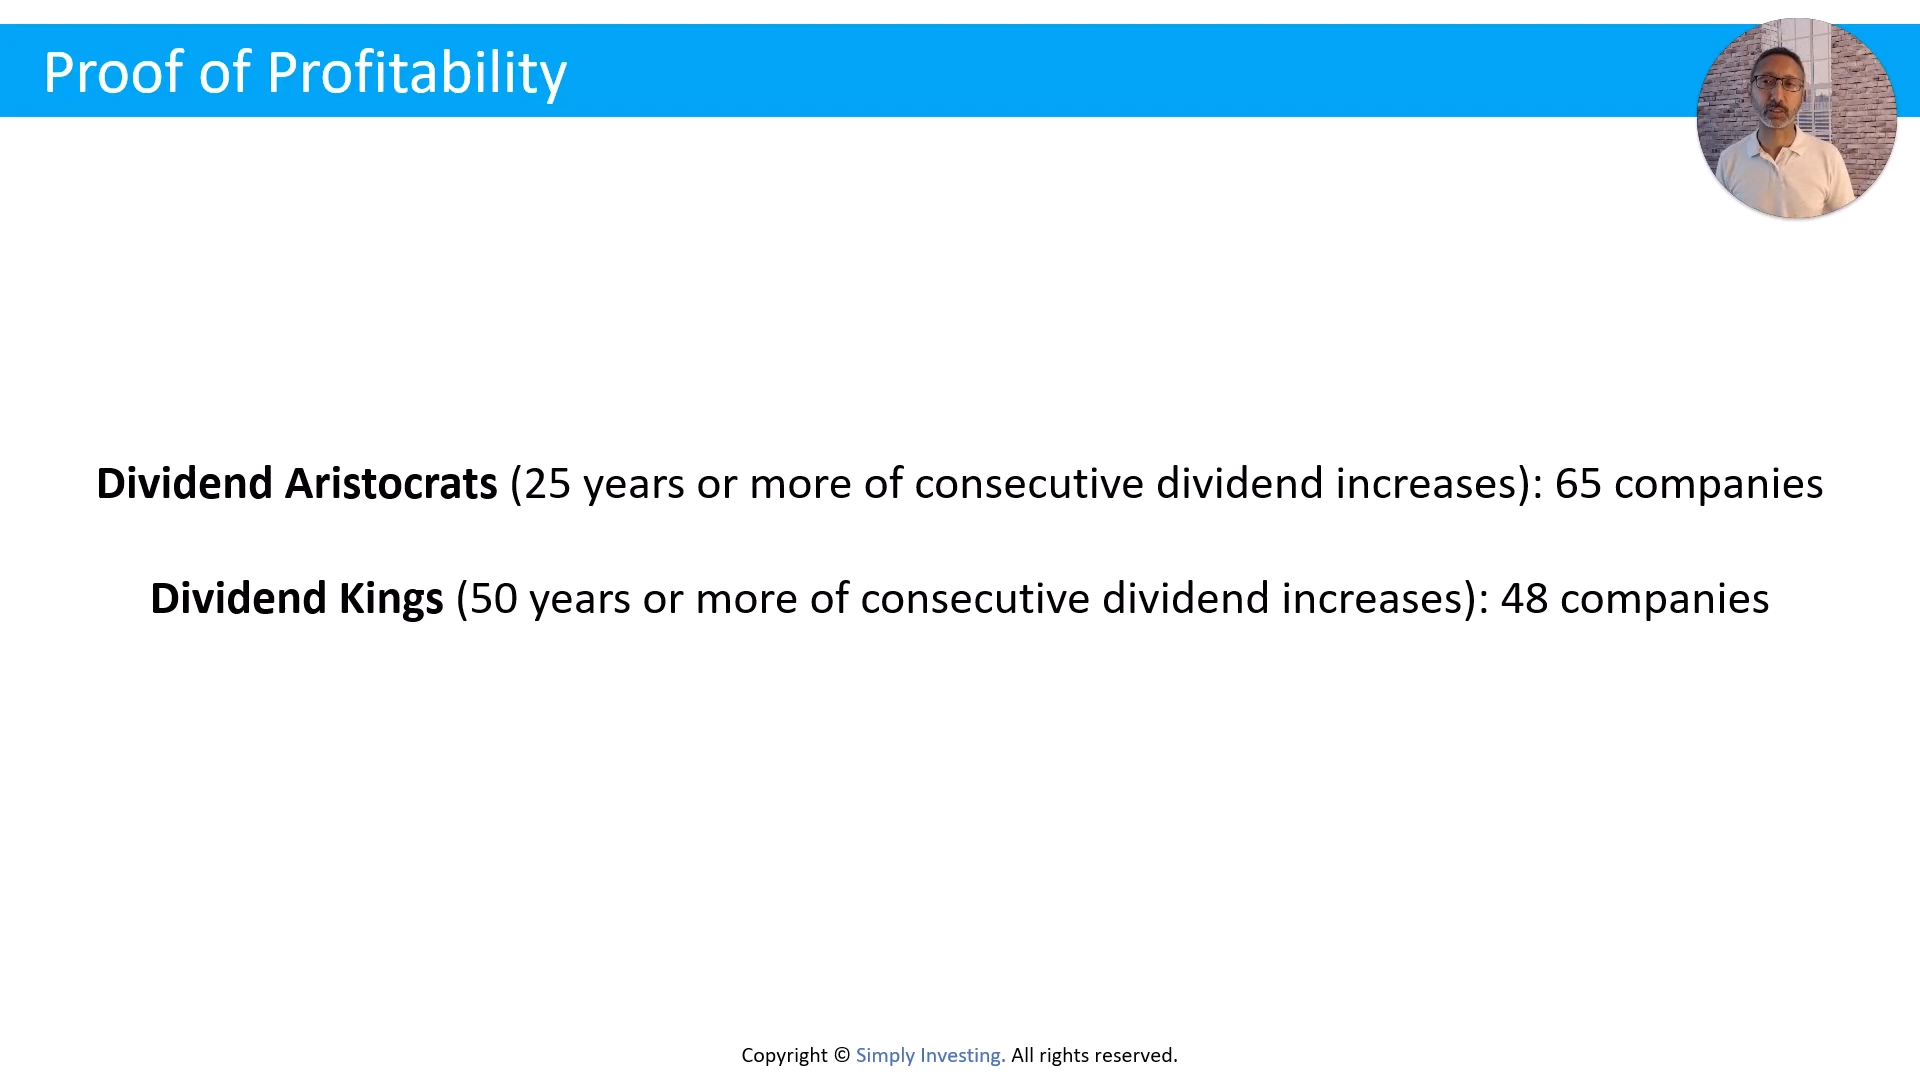 Proof of Profitability
Dividend Aristocrats (25 years or more of consecutive dividend increases): 65 companies
Dividend Kings (50 years or more of consecutive dividend increases): 48 companies
Copyright © Simply Investing. All rights reserved.